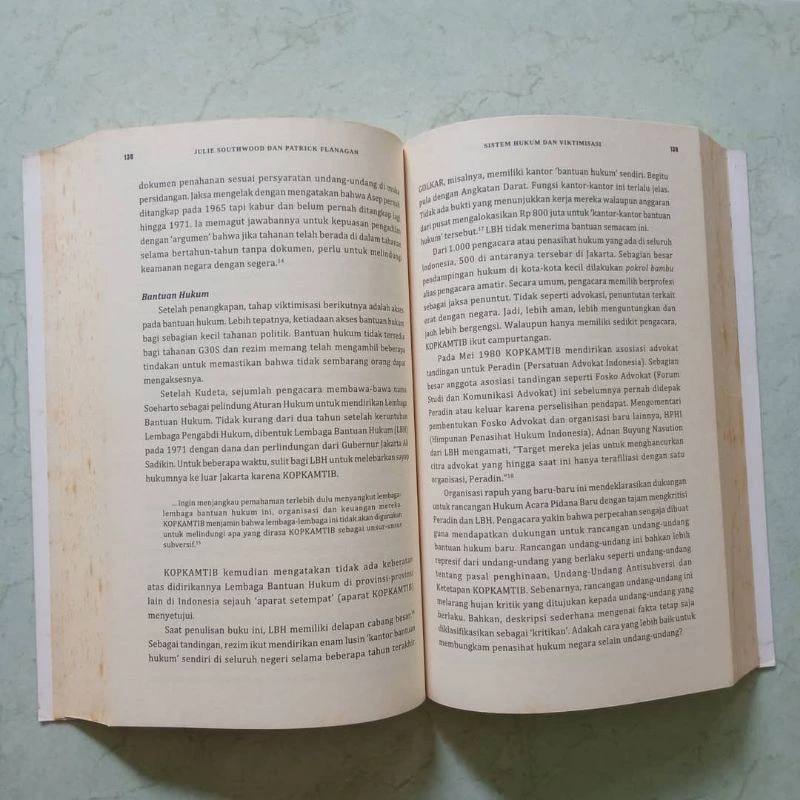 138
JULIE SOUTHWOOD DAN PATRICK FLANAGAN
dokumen penahanan sesuai persyaratan undang-undang di muka
persidangan. Jaksa mengelak dengan mengatakan bahwa Asep pernah
ditangkap pada 1965 tapi kabur dan belum pernah ditangkap lagi
hingga 1971. Ia memagut jawabannya untuk kepuasan pengadilan
dengan ‘argumen’ bahwa jika tahanan telah berada di dalam tahanan
selama bertahun-tahun tanpa dokumen, perlu untuk melindungi
keamanan negara dengan segera.¹⁴
Bantuan Hukum
Setelah penangkapan, tahap viktimisasi berikutnya adalah akses
pada bantuan hukum. Lebih tepatnya, ketiadaan akses bantuan hukum
bagi sebagian kecil tahanan politik. Bantuan hukum tidak tersedia
bagi tahanan G30S dan rezim memang telah mengambil beberapa
tindakan untuk memastikan bahwa tidak sembarang orang dapat
mengaksesnya.
Setelah Kudeta, sejumlah pengacara membawa-bawa nama
Soeharto sebagai pelindung Aturan Hukum untuk mendirikan Lembaga
Bantuan Hukum. Tidak kurang dari dua tahun setelah keruntuhan
Lembaga Pengabdi Hukum, dibentuk Lembaga Bantuan Hukum (LBH)
pada 1971 dengan dana dan perlindungan dari Gubernur Jakarta Ali
Sadikin. Untuk beberapa waktu, sulit bagi LBH untuk melebarkan sayap
hukumnya ke luar Jakarta karena KOPKAMTIB.
... ingin menjangkau pemahaman terlebih dulu menyangkut lembaga-
lembaga bantuan hukum ini, organisasi dan keuangan mereka.
KOPKAMTIB menjamin bahwa lembaga-lembaga ini tidak akan digunakan
untuk melindungi apa yang dirasa KOPKAMTIB sebagai unsur-unsur
subversif.¹⁵
KOPKAMTIB kemudian mengatakan tidak ada keberatan
atas didirikannya Lembaga Bantuan Hukum di provinsi-provinsi
lain di Indonesia sejauh ‘aparat setempat’ (aparat KOPKAMTIB)
menyetujui.
Saat penulisan buku ini, LBH memiliki delapan cabang besar.¹⁶
Sebagai tandingan, rezim ikut mendirikan enam lusin ‘kantor bantuan
hukum’ sendiri di seluruh negeri selama beberapa tahun terakhir.
SISTEM HUKUM DAN VIKTIMISASI
139
GOLKAR, misalnya, memiliki kantor ‘bantuan hukum’ sendiri. Begitu
pula dengan Angkatan Darat. Fungsi kantor-kantor ini terlalu jelas.
Tidak ada bukti yang menunjukkan kerja mereka walaupun anggaran
dari pusat mengalokasikan Rp 800 juta untuk ‘kantor-kantor bantuan
hukum’ tersebut.¹⁷ LBH tidak menerima bantuan semacam ini.
Dari 1.000 pengacara atau penasihat hukum yang ada di seluruh
Indonesia, 500 di antaranya tersebar di Jakarta. Sebagian besar
pendampingan hukum di kota-kota kecil dilakukan pokrol bambu
alias pengacara amatir. Secara umum, pengacara memilih berprofesi
sebagai jaksa penuntut. Tidak seperti advokasi, penuntutan terkait
erat dengan negara. Jadi, lebih aman, lebih menguntungkan dan
jauh lebih bergengsi. Walaupun hanya memiliki sedikit pengacara,
KOPKAMTIB ikut campurtangan.
Pada Mei 1980 KOPKAMTIB mendirikan asosiasi advokat
tandingan untuk Peradin (Persatuan Advokat Indonesia). Sebagian
besar anggota asosiasi tandingan seperti Fosko Advokat (Forum
Studi dan Komunikasi Advokat) ini sebelumnya pernah didepak
Peradin atau keluar karena perselisihan pendapat. Mengomentari
pembentukan Fosko Advokat dan organisasi baru lainnya, HPHI
(Himpunan Penasihat Hukum Indonesia), Adnan Buyung Nasution
dari LBH mengamati, “Target mereka jelas untuk menghancurkan
citra advokat yang hingga saat ini hanya terafiliasi dengan satu
organisasi, Peradin.”¹⁸
Organisasi rapuh yang baru-baru ini mendeklarasikan dukungan
untuk rancangan Hukum Acara Pidana Baru dengan tajam mengkritisi
Peradin dan LBH. Pengacara yakin bahwa perpecahan sengaja dibuat
guna mendapatkan dukungan untuk rancangan undang-undang
bantuan hukum baru. Rancangan undang-undang ini bahkan lebih
represif dari undang-undang yang berlaku seperti undang-undang
tentang pasal penghinaan, Undang-Undang Antisubversi dan
Ketetapan KOPKAMTIB. Sebenarnya, rancangan undang-undang ini
melarang hujan kritik yang ditujukan kepada undang-undang yang
berlaku. Bahkan, deskripsi sederhana mengenai fakta tetap saja
diklasifikasikan sebagai ‘kritikan’. Adakah cara yang lebih baik untuk
membungkam penasihat hukum negara selain undang-undang?